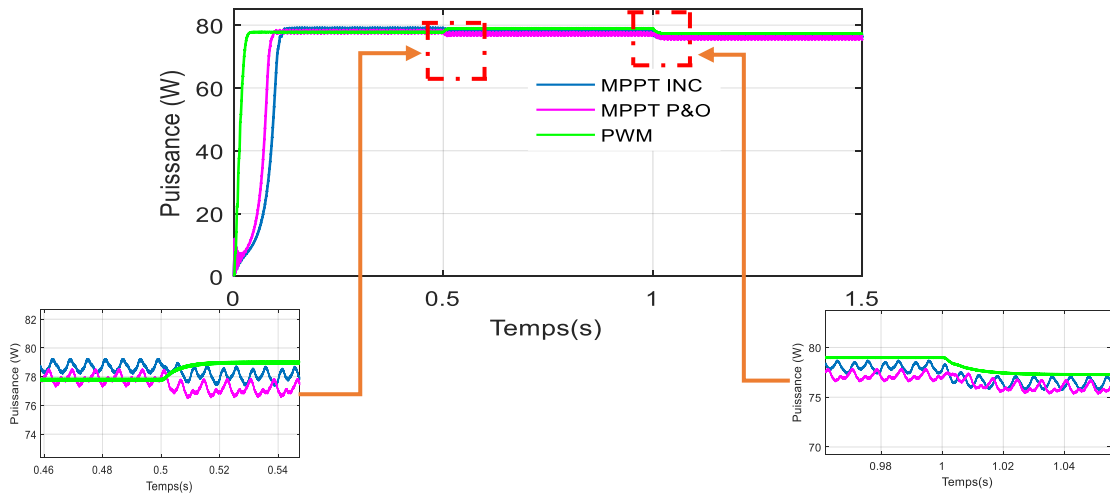 80
60
40
20
0
Puissance (W)
MPPT INC
MPPT P&O
PWM
0
0.5
1
1.5
Temps(s)
82
80
78
76
74
Puissance (W)
0.46
0.48
0.5
0.52
0.54
Temps(s)
80
75
70
Puissance (W)
0.98
1
1.02
1.04
Temps(s)